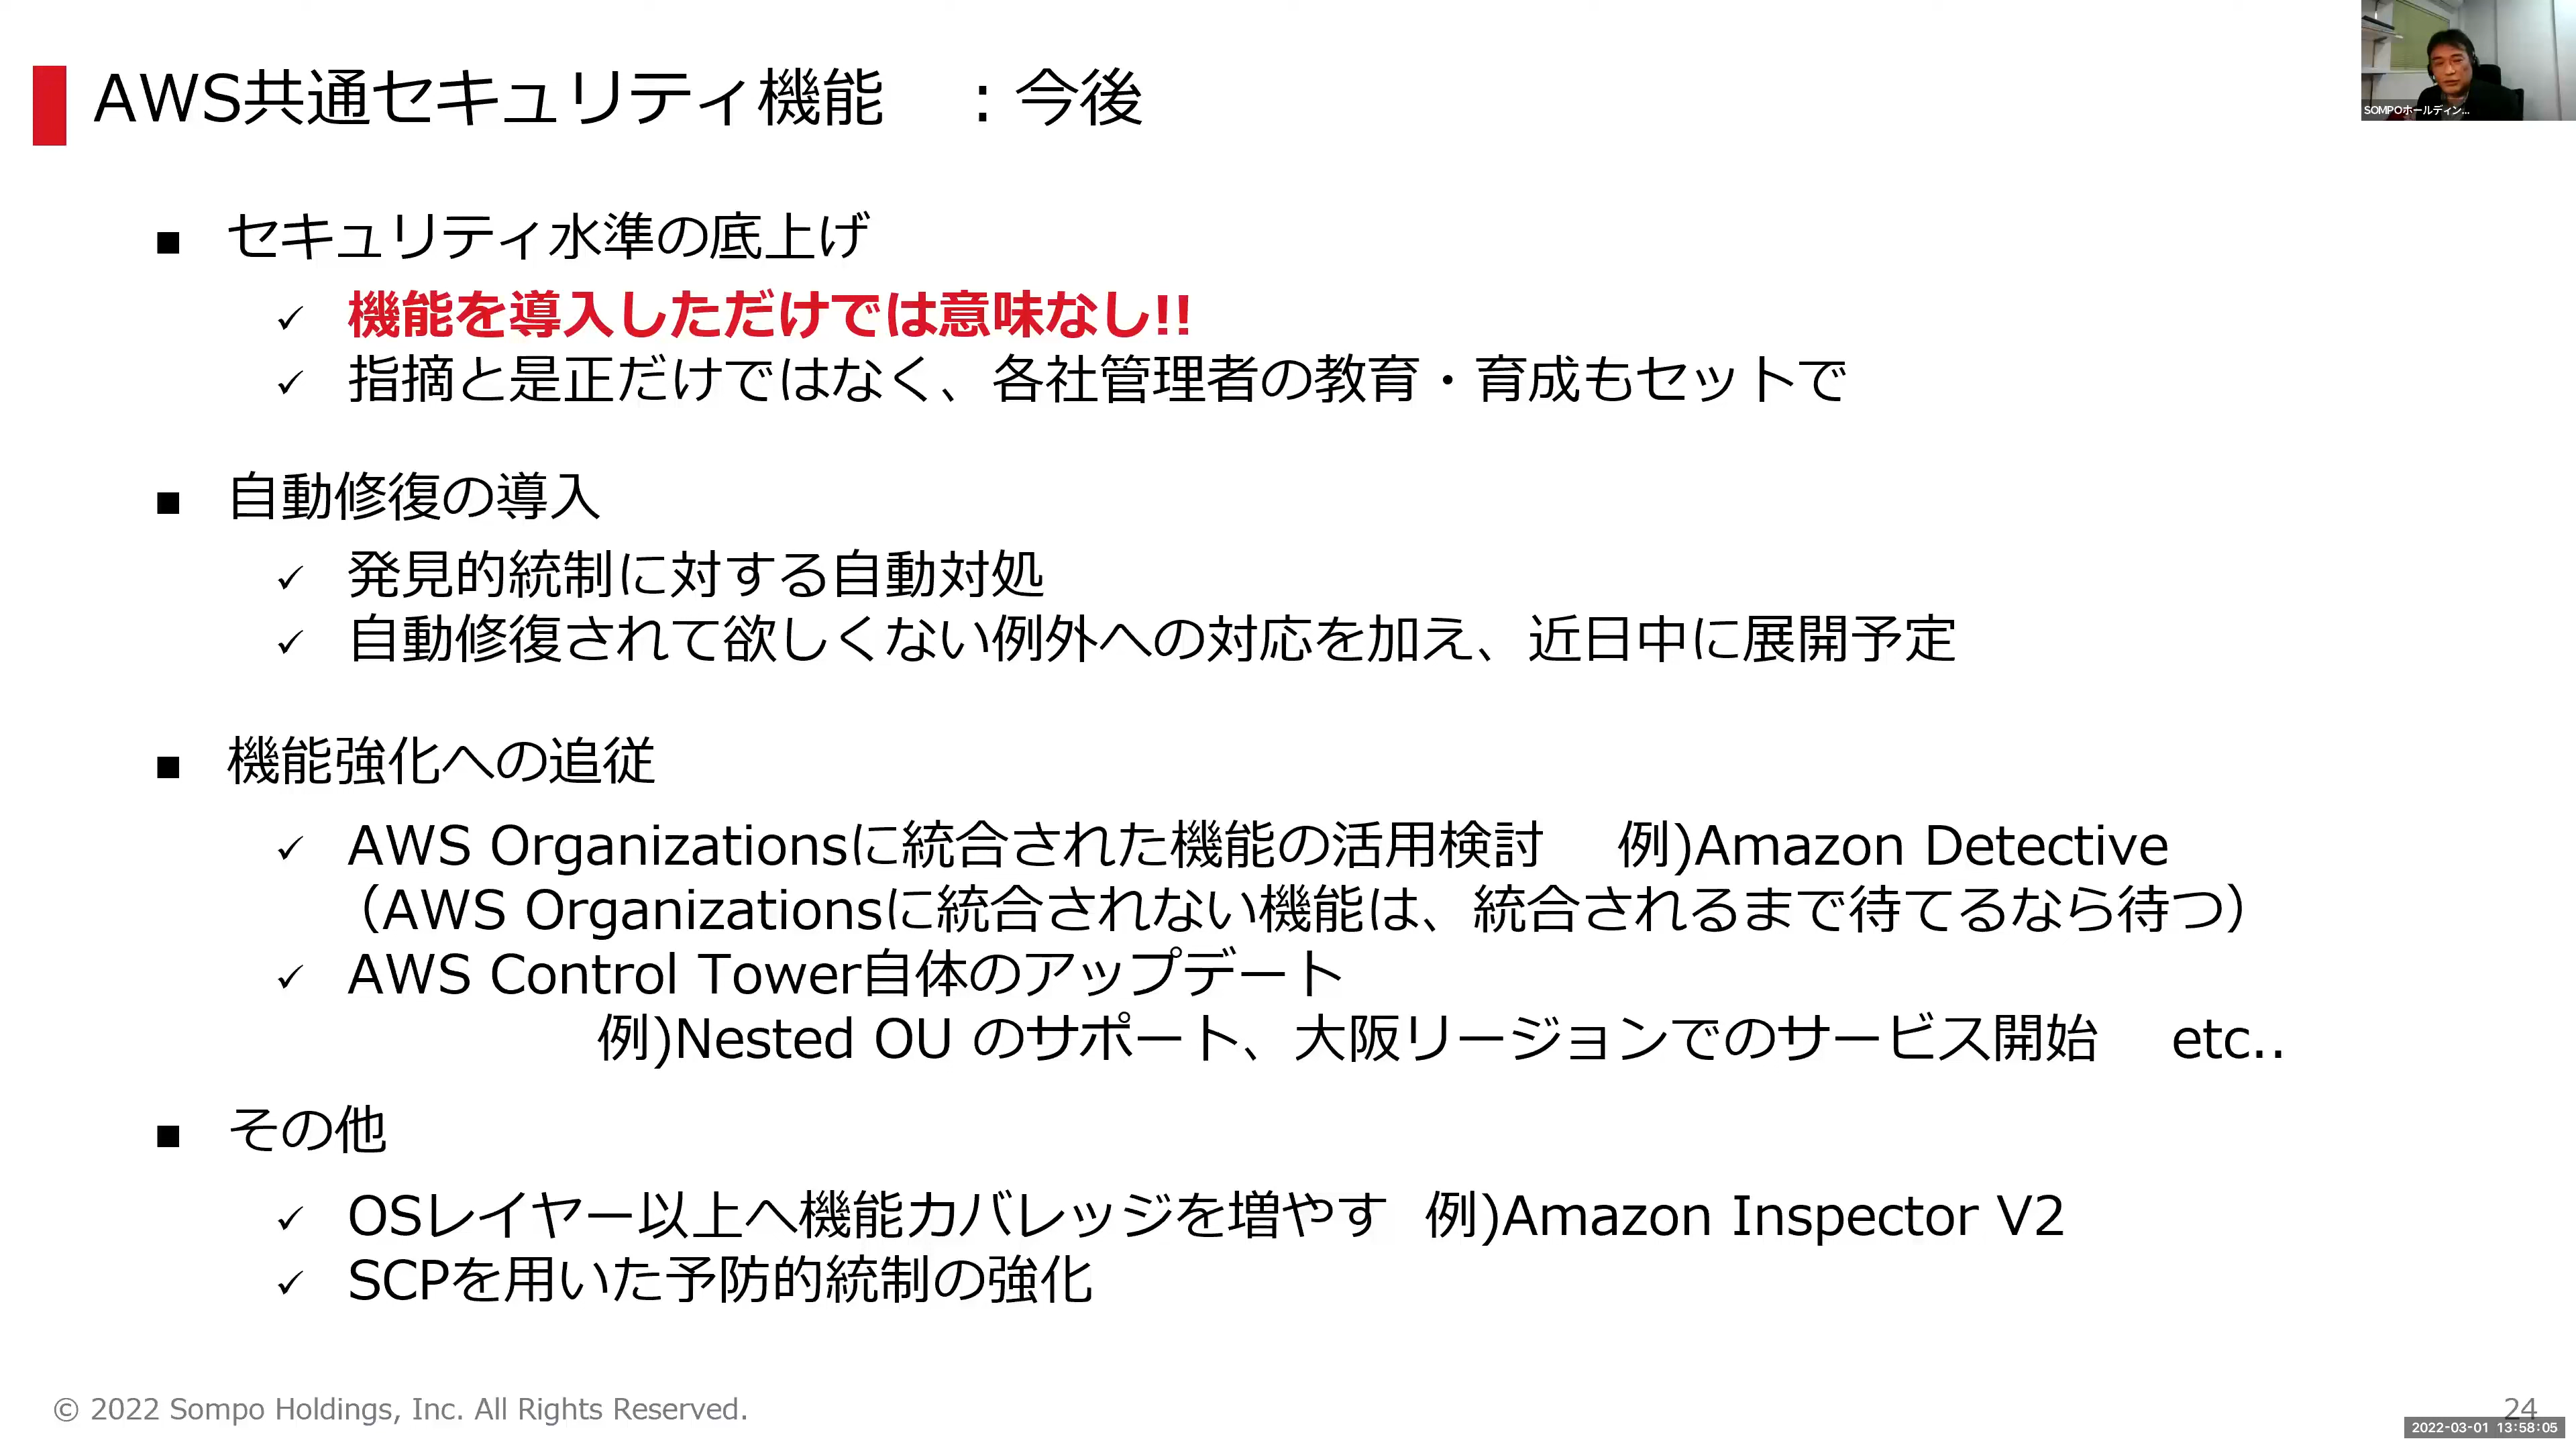 AWS共通セキュリティ機能　：今後
SOMPOホールディン...
■ セキュリティ水準の底上げ
✓ 機能を導入しただけでは意味なし!!
✓ 指摘と是正だけではなく、各社管理者の教育・育成もセットで
■ 自動修復の導入
✓ 発見的統制に対する自動対処
✓ 自動修復されて欲しくない例外への対応を加え、近日中に展開予定
■ 機能強化への追従
✓ AWS Organizationsに統合された機能の活用検討　例)Amazon Detective
（AWS Organizationsに統合されない機能は、統合されるまで待てるなら待つ）
✓ AWS Control Tower自体のアップデート
例)Nested OU のサポート、大阪リージョンでのサービス開始　etc..
■ その他
✓ OSレイヤー以上へ機能カバレッジを増やす 例)Amazon Inspector V2
✓ SCPを用いた予防的統制の強化
© 2022 Sompo Holdings, Inc. All Rights Reserved.
24
2022-03-01 13:58:05